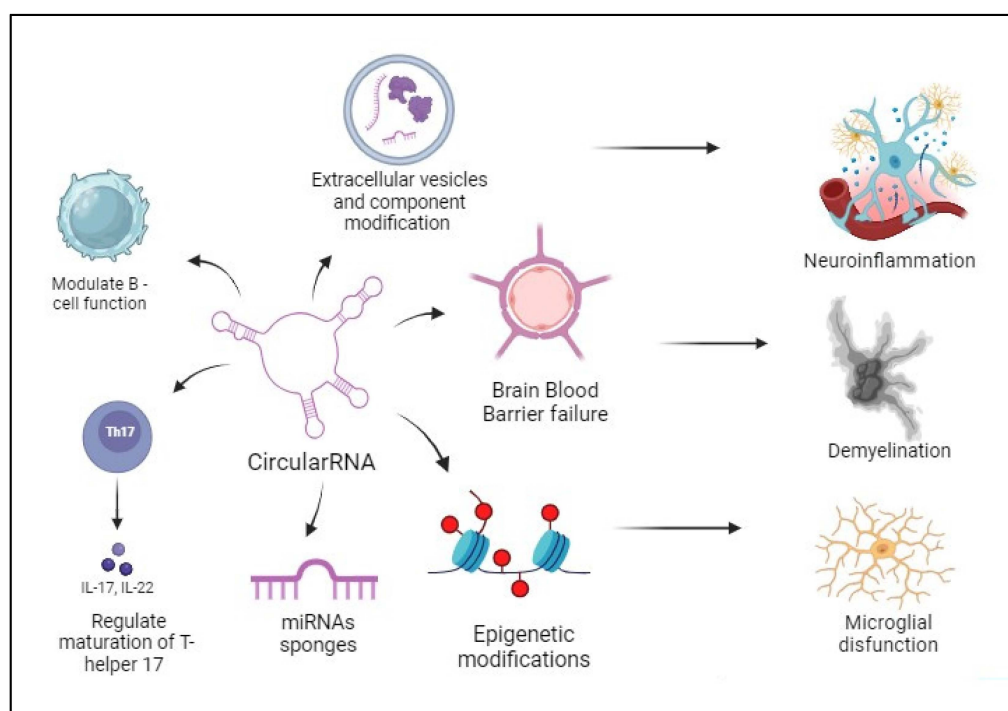 Extracellular vesicles
and component
modification
Neuroinflammation
Modulate B -
cell function
Brain Blood
Barrier failure
Demyelination
Th17
CircularRNA
IL-17, IL-22
Regulate
maturation of T-
helper 17
miRNAs
sponges
Epigenetic
modifications
Microglial
disfunction